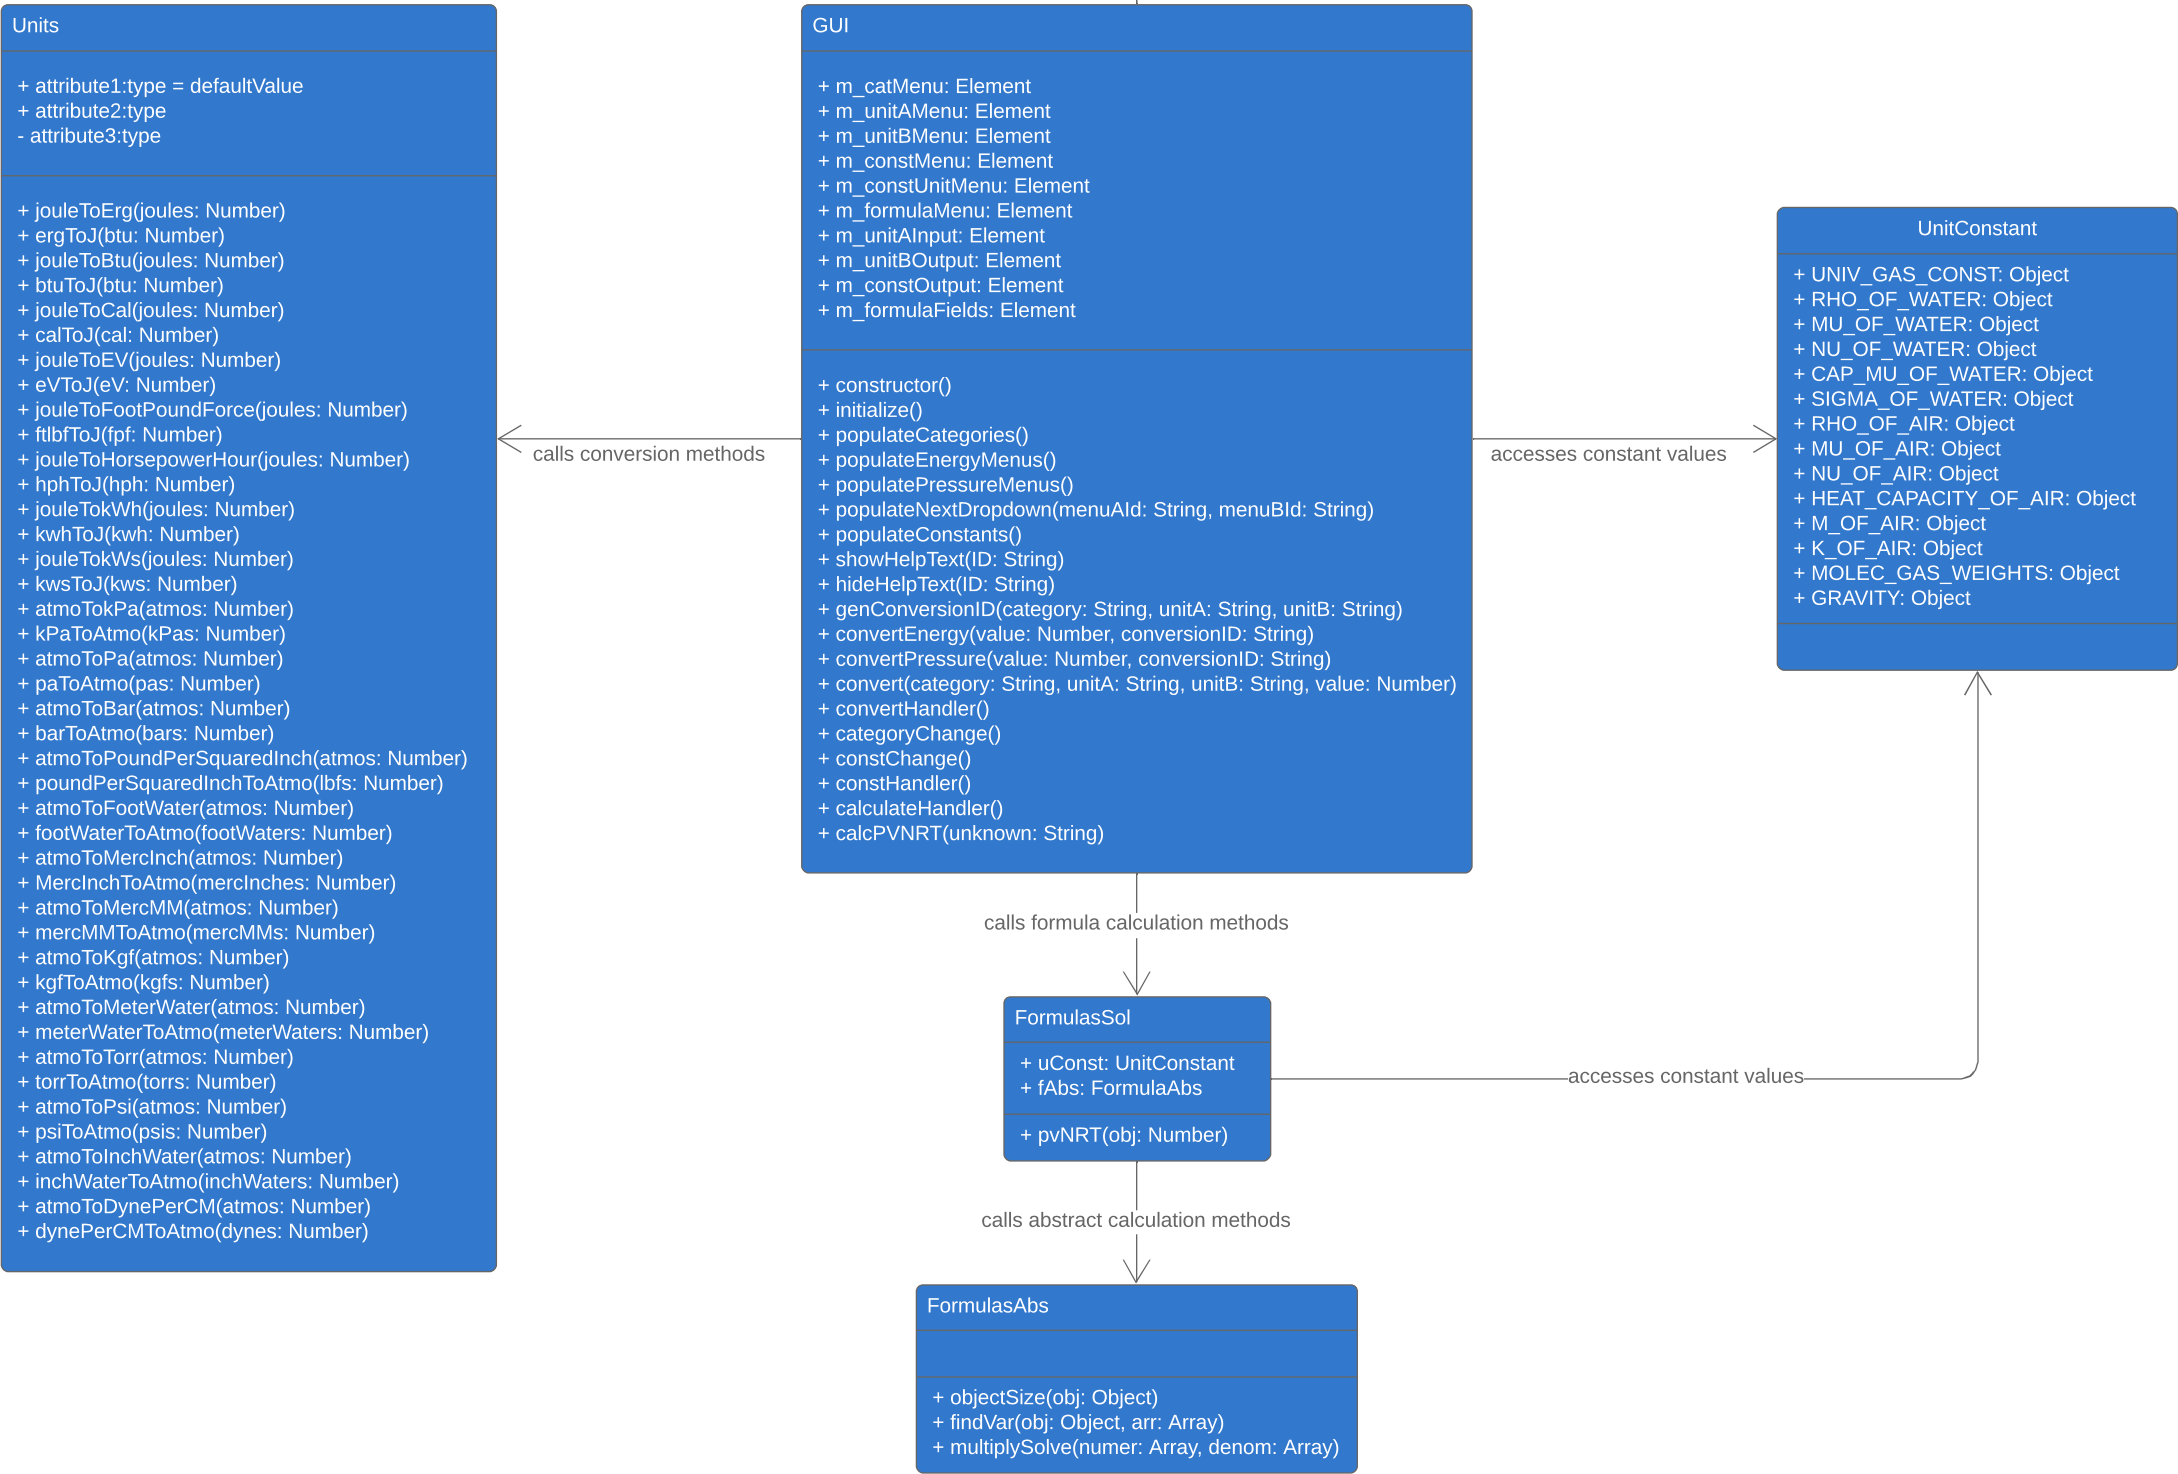 Units
+ attribute1:type = defaultValue
+ attribute2:type
- attribute3:type
+ jouleToErg(joules: Number)
+ ergToJ(btu: Number)
+ jouleToBtu(joules: Number)
+ btuToJ(btu: Number)
+ jouleToCal(joules: Number)
+ calToJ(cal: Number)
+ jouleToEV(joules: Number)
+ eVToJ(eV: Number)
+ jouleToFootPoundForce(joules: Number)
+ ftlbfToJ(fpf: Number)
+ jouleToHorsepowerHour(joules: Number)
+ hphToJ(hph: Number)
+ jouleTokWh(joules: Number)
+ kwhToJ(kwh: Number)
+ jouleTokWs(joules: Number)
+ kwsToJ(kws: Number)
+ atmoTokPa(atmos: Number)
+ kPaToAtmo(kPas: Number)
+ atmoToPa(atmos: Number)
+ paToAtmo(pas: Number)
+ atmoToBar(atmos: Number)
+ barToAtmo(bars: Number)
+ atmoToPoundPerSquaredInch(atmos: Number)
+ poundPerSquaredInchToAtmo(lbfs: Number)
+ atmoToFootWater(atmos: Number)
+ footWaterToAtmo(footWaters: Number)
+ atmoToMercInch(atmos: Number)
+ MercInchToAtmo(mercInches: Number)
+ atmoToMercMM(atmos: Number)
+ mercMMToAtmo(mercMMs: Number)
+ atmoToKgf(atmos: Number)
+ kgfToAtmo(kgfs: Number)
+ atmoToMeterWater(atmos: Number)
+ meterWaterToAtmo(meterWaters: Number)
+ atmoToTorr(atmos: Number)
+ torrToAtmo(torrs: Number)
+ atmoToPsi(atmos: Number)
+ psiToAtmo(psis: Number)
+ atmoToInchWater(atmos: Number)
+ inchWaterToAtmo(inchWaters: Number)
+ atmoToDynePerCM(atmos: Number)
+ dynePerCMToAtmo(dynes: Number)
calls conversion methods
GUI
+ m_catMenu: Element
+ m_unitAMenu: Element
+ m_unitBMenu: Element
+ m_constMenu: Element
+ m_constUnitMenu: Element
+ m_formulaMenu: Element
+ m_unitAInput: Element
+ m_unitBOutput: Element
+ m_constOutput: Element
+ m_formulaFields: Element
+ constructor()
+ initialize()
+ populateCategories()
+ populateEnergyMenus()
+ populatePressureMenus()
+ populateNextDropdown(menuAId: String, menuBId: String)
+ populateConstants()
+ showHelpText(ID: String)
+ hideHelpText(ID: String)
+ genConversionID(category: String, unitA: String, unitB: String)
+ convertEnergy(value: Number, conversionID: String)
+ convertPressure(value: Number, conversionID: String)
+ convert(category: String, unitA: String, unitB: String, value: Number)
+ convertHandler()
+ categoryChange()
+ constChange()
+ constHandler()
+ calculateHandler()
+ calcPVNRT(unknown: String)
accesses constant values
UnitConstant
+ UNIV_GAS_CONST: Object
+ RHO_OF_WATER: Object
+ MU_OF_WATER: Object
+ NU_OF_WATER: Object
+ CAP_MU_OF_WATER: Object
+ SIGMA_OF_WATER: Object
+ RHO_OF_AIR: Object
+ MU_OF_AIR: Object
+ NU_OF_AIR: Object
+ HEAT_CAPACITY_OF_AIR: Object
+ M_OF_AIR: Object
+ K_OF_AIR: Object
+ MOLEC_GAS_WEIGHTS: Object
+ GRAVITY: Object
calls formula calculation methods
FormulasSol
+ uConst: UnitConstant
+ fAbs: FormulaAbs
+ pvNRT(obj: Number)
accesses constant values
calls abstract calculation methods
FormulasAbs
+ objectSize(obj: Object)
+ findVar(obj: Object, arr: Array)
+ multiplySolve(numer: Array, denom: Array)